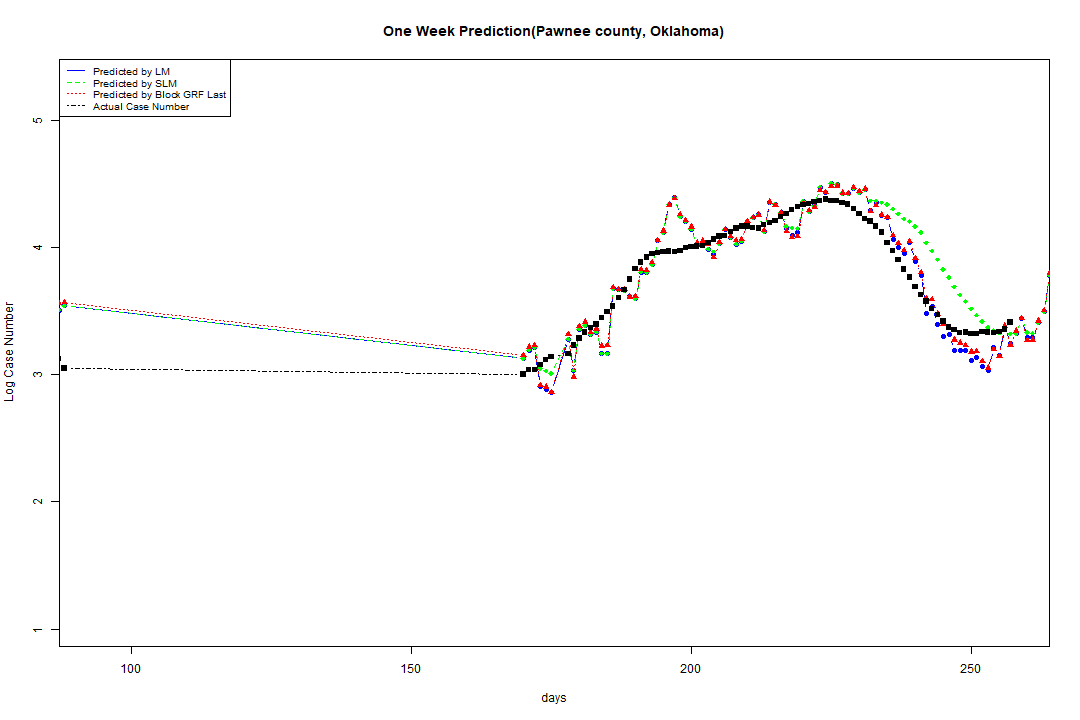 One Week Prediction(Pawnee county, Oklahoma)
Predicted by LM
Predicted by SLM
Predicted by Block GRF Last
Actual Case Number
5
4
3
2
1
Log Case Number
100
150
200
250
days